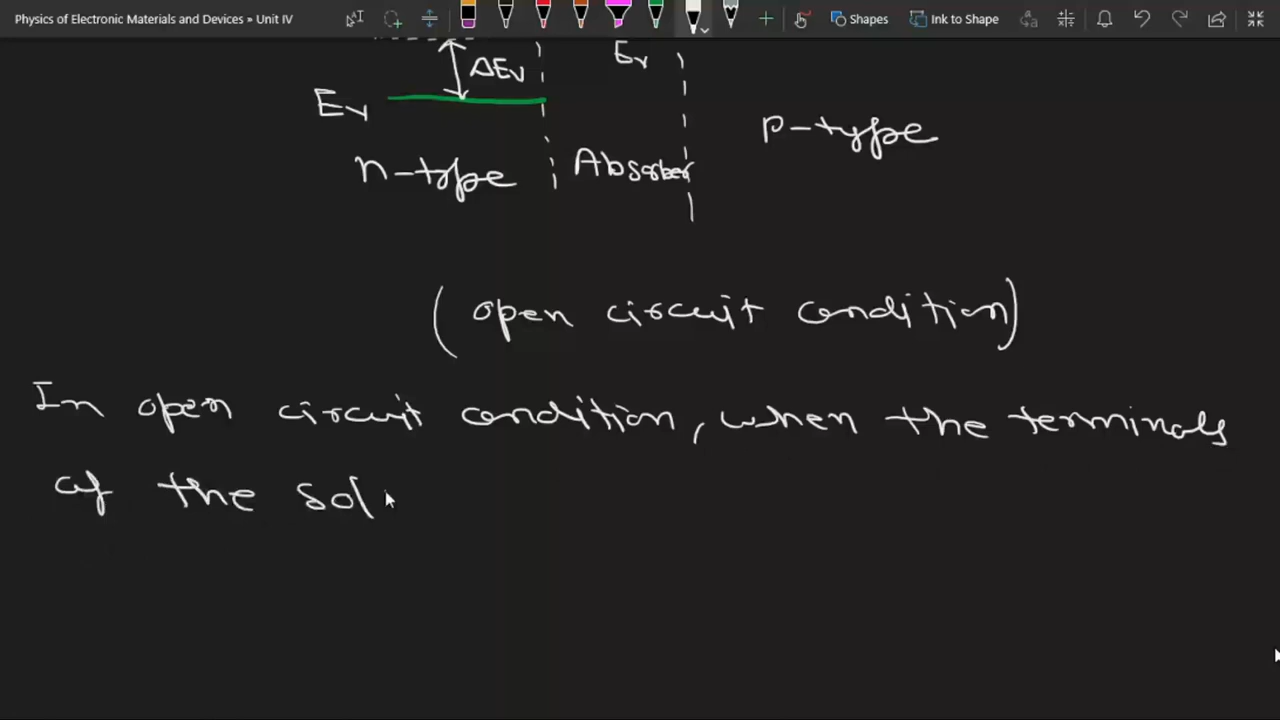 Physics of Electronic Materials and Devices » Unit IV
Shapes
Ink to Shape
ΔEv
Ev
Ev
p-type
n-type
Absorber
(open circuit condition)
In open circuit condition, when the terminals
of the sol